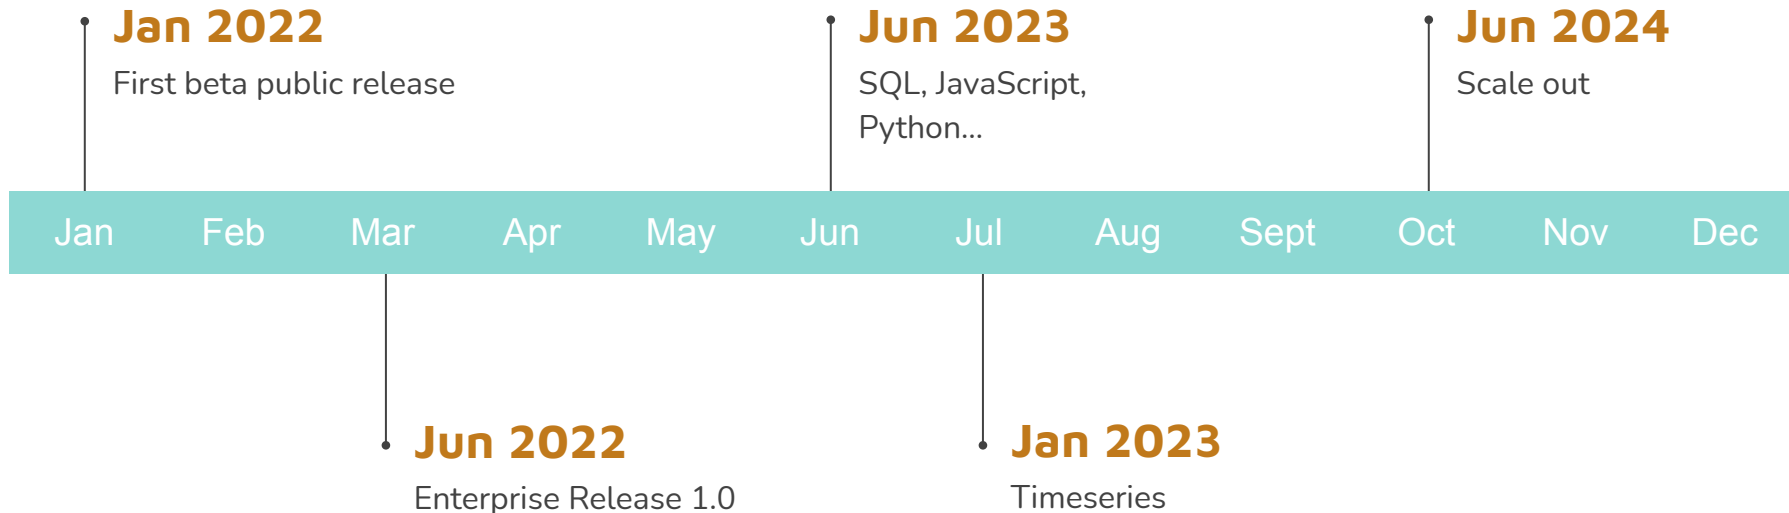 Jan 2022
First beta public release
Jun 2023
SQL, JavaScript,
Python...
Jun 2024
Scale out
Jan Feb Mar Apr May Jun Jul Aug Sept Oct Nov Dec
Jun 2022
Enterprise Release 1.0
Jan 2023
Timeseries